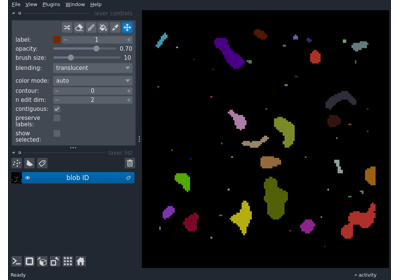 File View Plugins Window Help
layer controls
label: 1
opacity: 0.70
brush size: 10
blending: translucent
color mode: auto
contour: 0
n edit dim: 2
contiguous:
preserve
labels:
show
selected:
layer list
blob ID
Ready activity